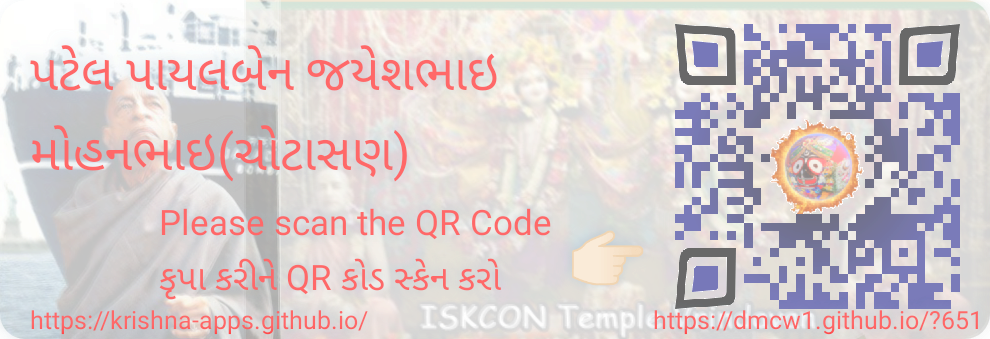 પટેલ પાયલબેન જયેશભાઇ
મોહનભાઇ(ચોટાસણ)
Please scan the QR Code
કૃપા કરીને QR કોડ સ્કેન કરો
https://krishna-apps.github.io/
ISKCON Temple
https://dmcw1.github.io/?651